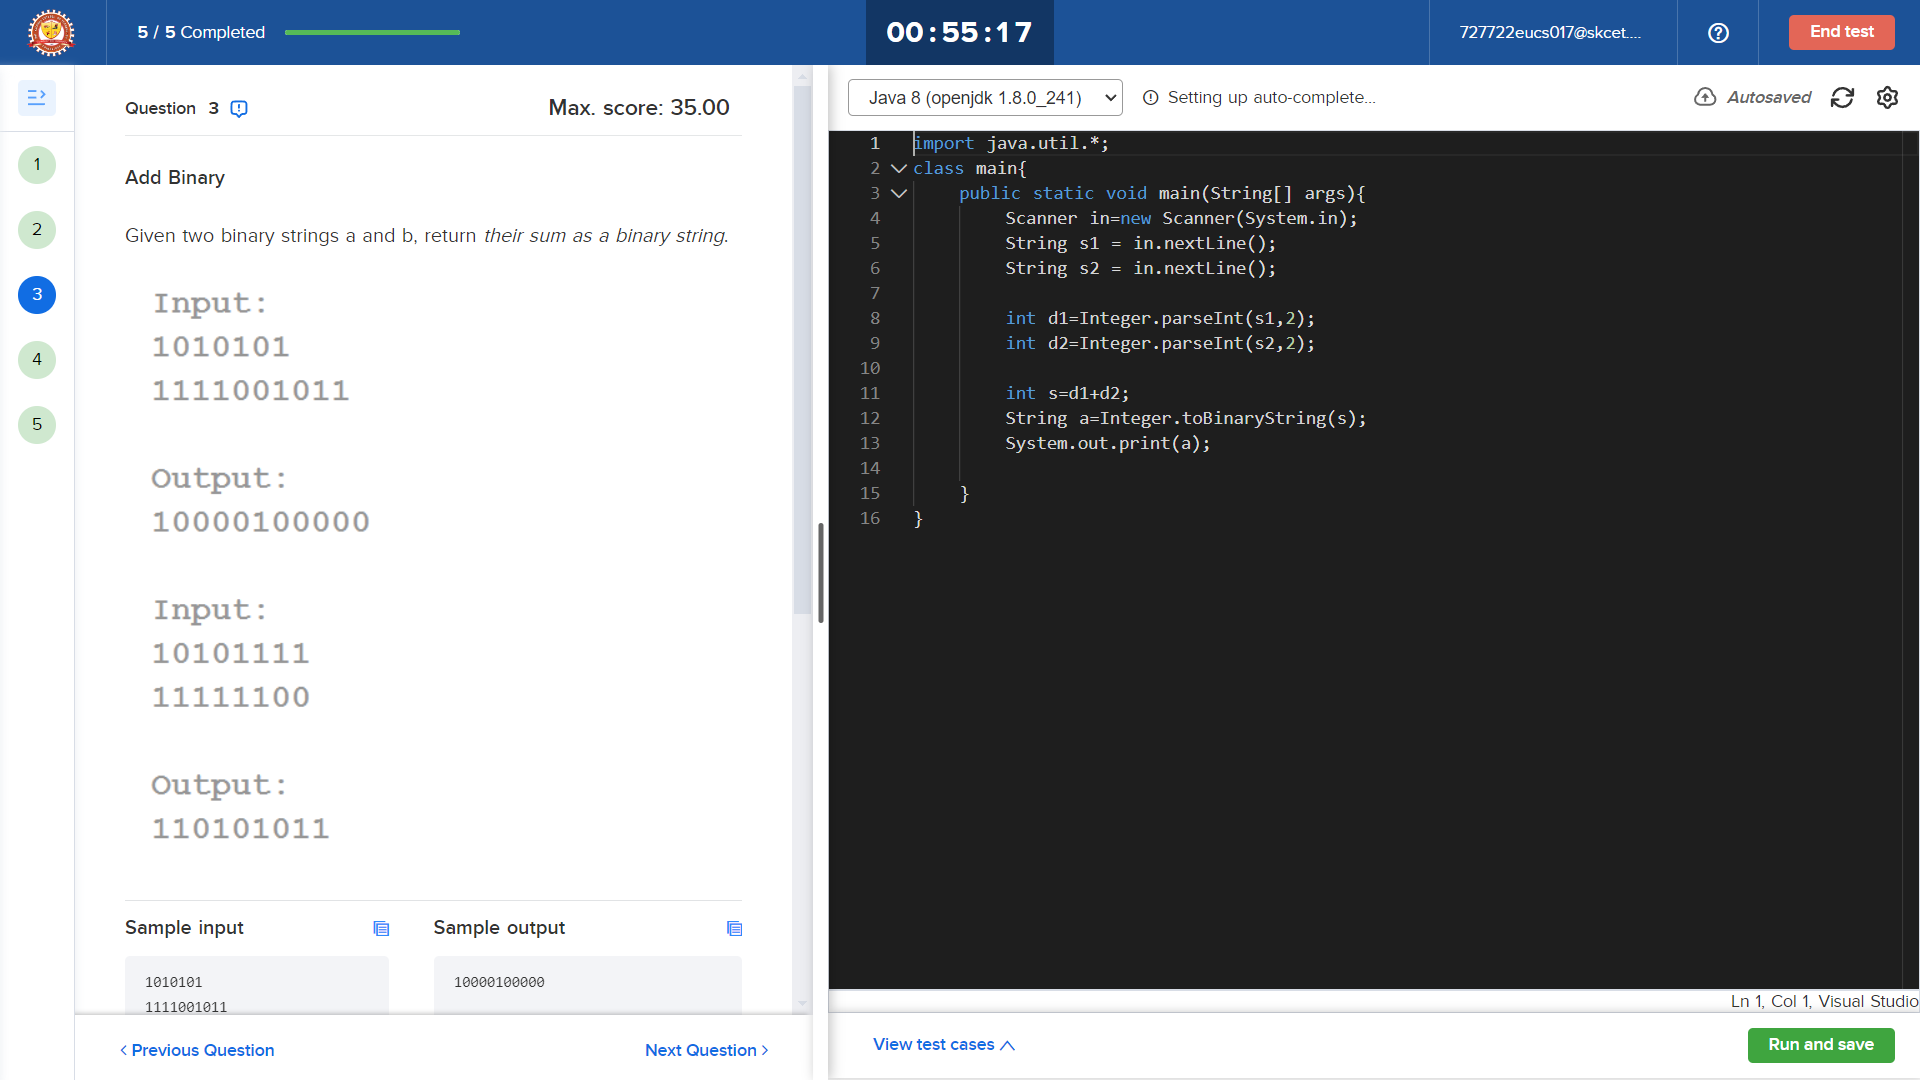 5 / 5 Completed
00:55:17
727722eucs017@skcet....
End test
Question 3
Max. score: 35.00
1
2
3
4
5
Add Binary
Given two binary strings a and b, return their sum as a binary string.
Input:
1010101
1111001011
Output:
10000100000
Input:
10101111
11111100
Output:
110101011
Sample input
Sample output
1010101
1111001011
10000100000
< Previous Question
Next Question >
Java 8 (openjdk 1.8.0_241)
Setting up auto-complete...
Autosaved
1 import java.util.*;
2 class main{
3     public static void main(String[] args){
4         Scanner in=new Scanner(System.in);
5         String s1 = in.nextLine();
6         String s2 = in.nextLine();
7
8         int d1=Integer.parseInt(s1,2);
9         int d2=Integer.parseInt(s2,2);
10
11         int s=d1+d2;
12         String a=Integer.toBinaryString(s);
13         System.out.print(a);
14
15     }
16 }
Ln 1, Col 1, Visual Studio
View test cases
Run and save